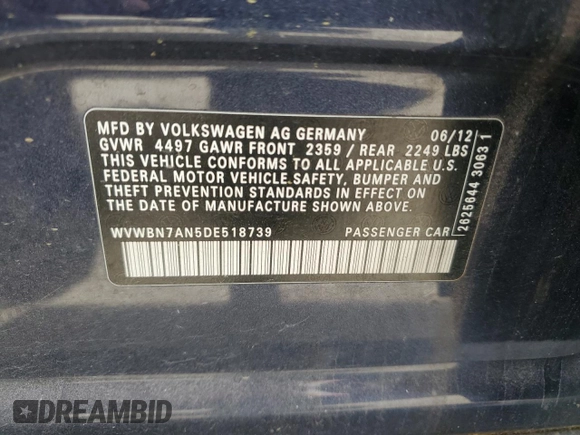 MFD BY VOLKSWAGEN AG GERMANY 06/12
GVWR 4497 GAWR FRONT 2359 / REAR 2249 LBS
THIS VEHICLE CONFORMS TO ALL APPLICABLE U.S.
FEDERAL MOTOR VEHICLE SAFETY, BUMPER AND
THEFT PREVENTION STANDARDS IN EFFECT ON
THE DATE OF MANUFACTURE SHOWN ABOVE
WVWBN7AN5DE518739 PASSENGER CAR
2625644 3063 1
DREAMBID